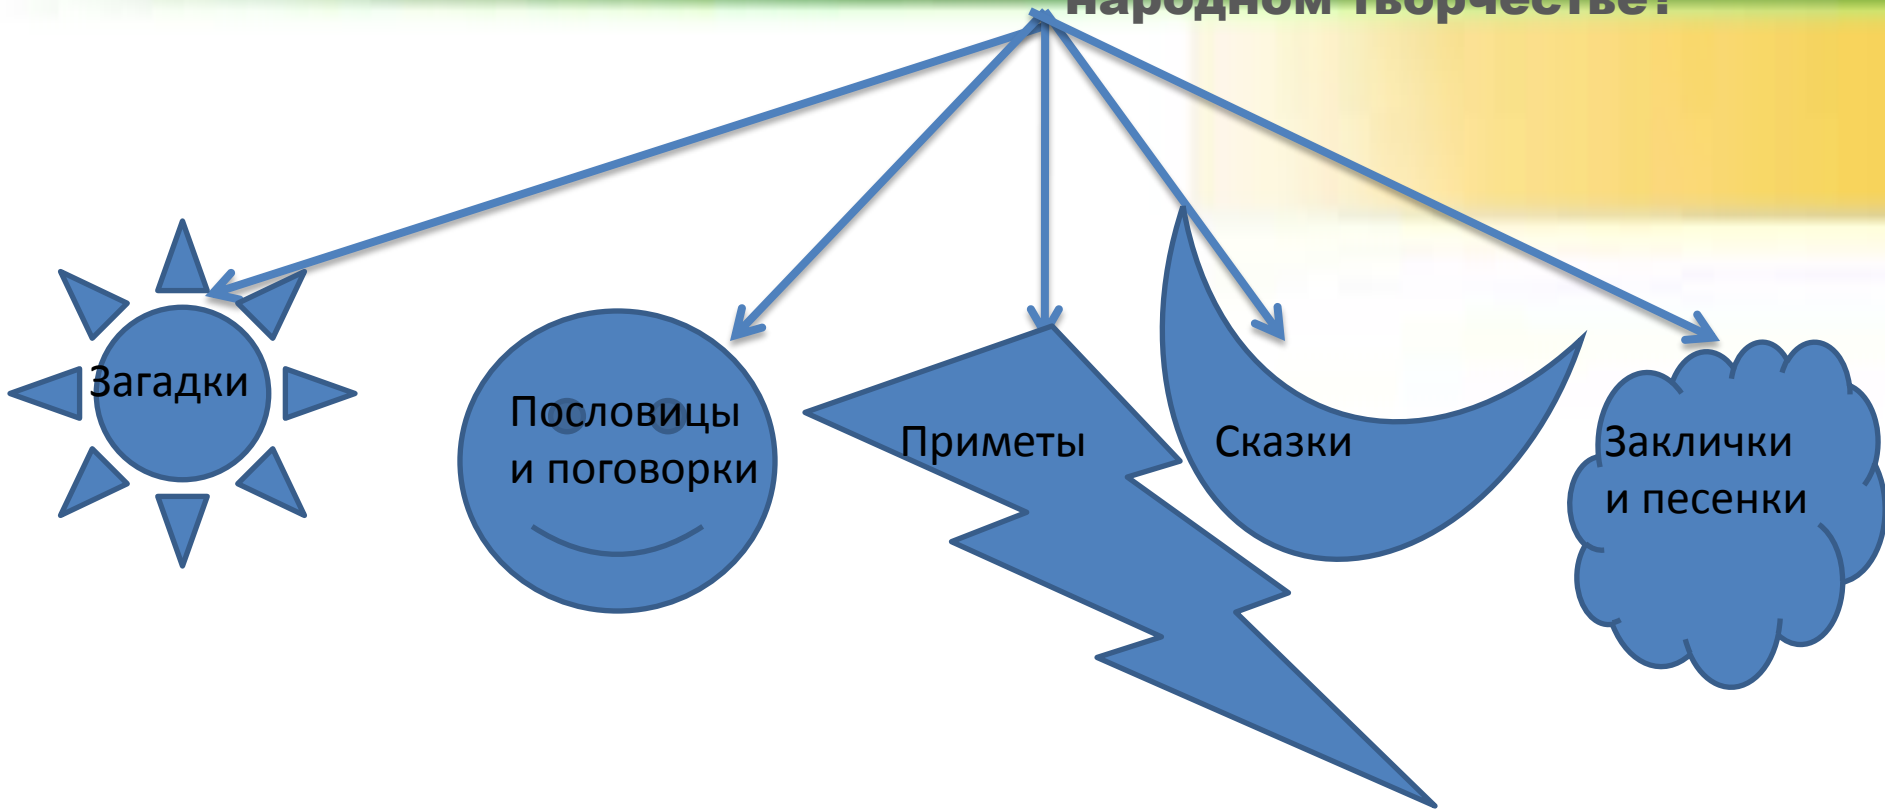 народном творчестве?
Загадки
Пословицы
и поговорки
Приметы
Сказки
Заклички
и песенки